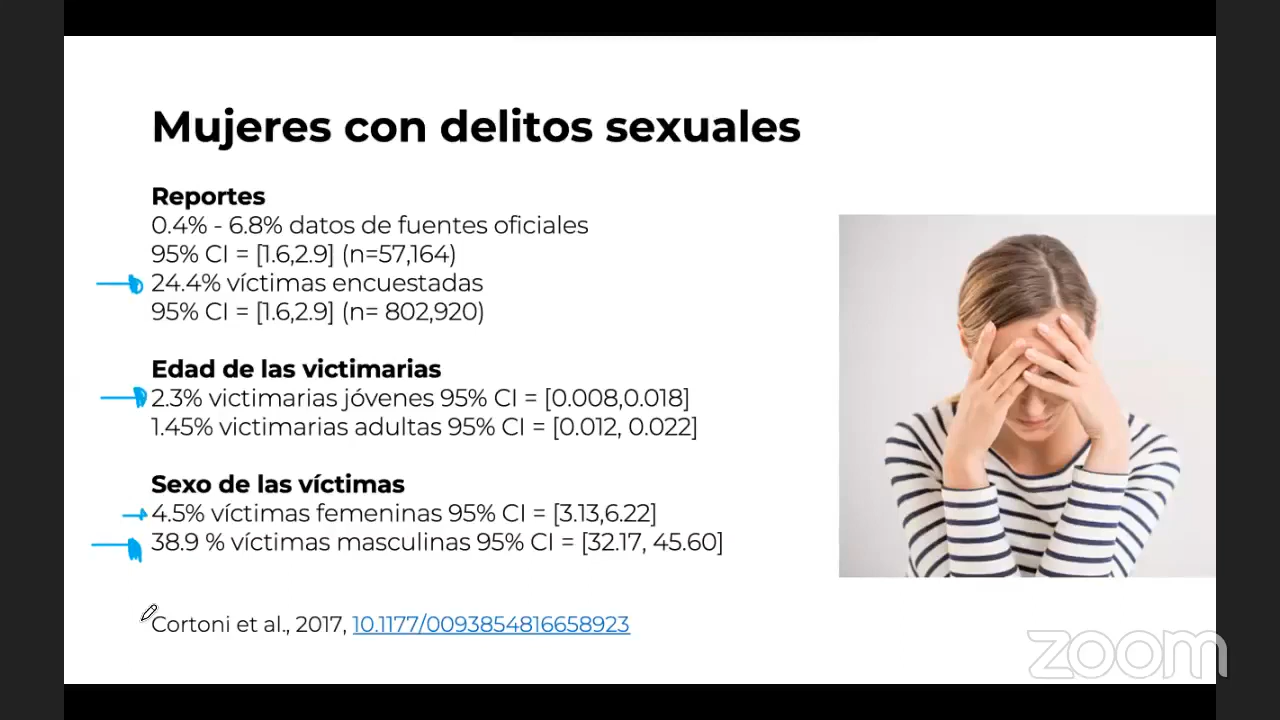 Mujeres con delitos sexuales
Reportes
0.4% - 6.8% datos de fuentes oficiales
95% CI = [1.6,2.9] (n=57,164)
24.4% víctimas encuestadas
95% CI = [1.6,2.9] (n= 802,920)
Edad de las victimarias
2.3% victimarias jóvenes 95% CI = [0.008,0.018]
1.45% victimarias adultas 95% CI = [0.012, 0.022]
Sexo de las víctimas
4.5% víctimas femeninas 95% CI = [3.13,6.22]
38.9 % víctimas masculinas 95% CI = [32.17, 45.60]
Cortoni et al., 2017, 10.1177/0093854816658923
zoom